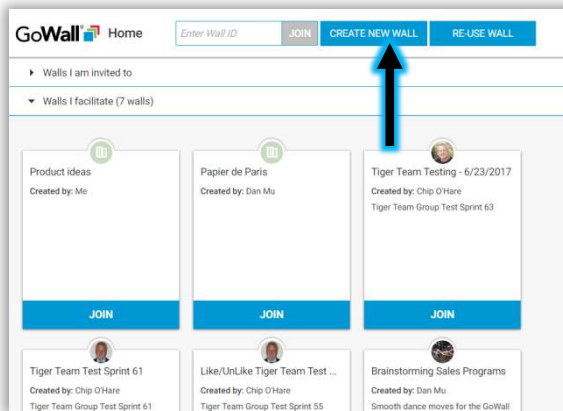 GoWall Home
Enter Wall ID
JOIN
CREATE NEW WALL
RE-USE WALL
Walls I am invited to
Walls I facilitate (7 walls)
Product ideas
Created by: Me
JOIN
Papier de Paris
Created by: Dan Mu
JOIN
Tiger Team Testing - 6/23/2017
Created by: Chip O'Hare
Tiger Team Group Test Sprint 63
JOIN
Tiger Team Test Sprint 61
Created by: Chip O'Hare
Tiger Team Group Test Sprint 61
Like/UnLike Tiger Team Test ...
Created by: Chip O'Hare
Tiger Team Group Test Sprint 55
Brainstorming Sales Programs
Created by: Dan Mu
Smooth dance moves for the GoWall